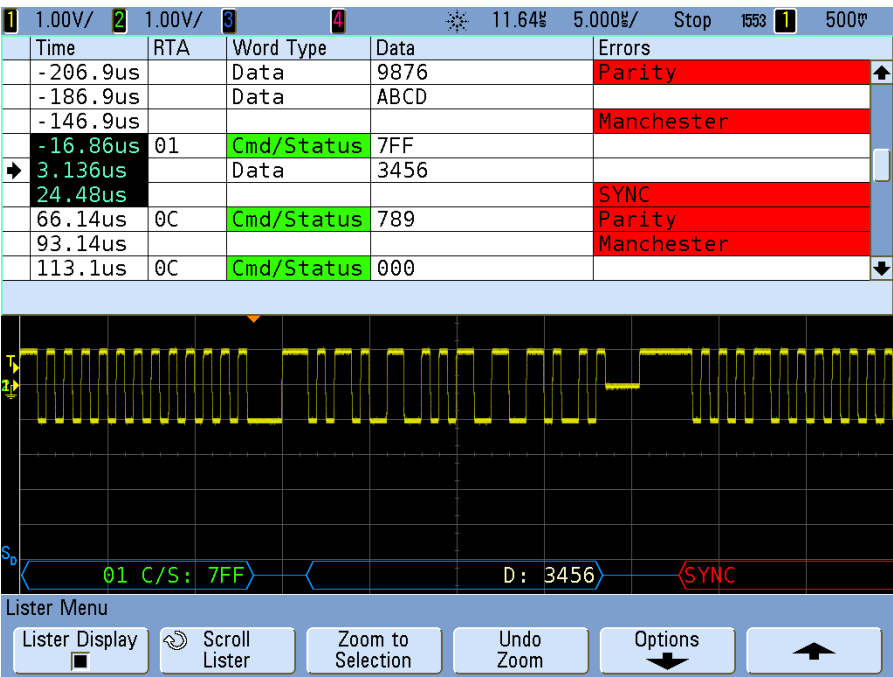 1 1.00V/ 2 1.00V/ 3 4 11.64µs 5.000µs/ Stop 1553 1 500mV
Time RTA Word Type Data Errors
-206.9us Data 9876 Parity
-186.9us Data ABCD
-146.9us Manchester
-16.86us 01 Cmd/Status 7FF
3.136us Data 3456
24.48us SYNC
66.14us 0C Cmd/Status 789 Parity
93.14us Manchester
113.1us 0C Cmd/Status 000
T
SD 01 C/S: 7FF D: 3456 SYNC
Lister Menu
Lister Display Scroll Lister Zoom to Selection Undo Zoom Options